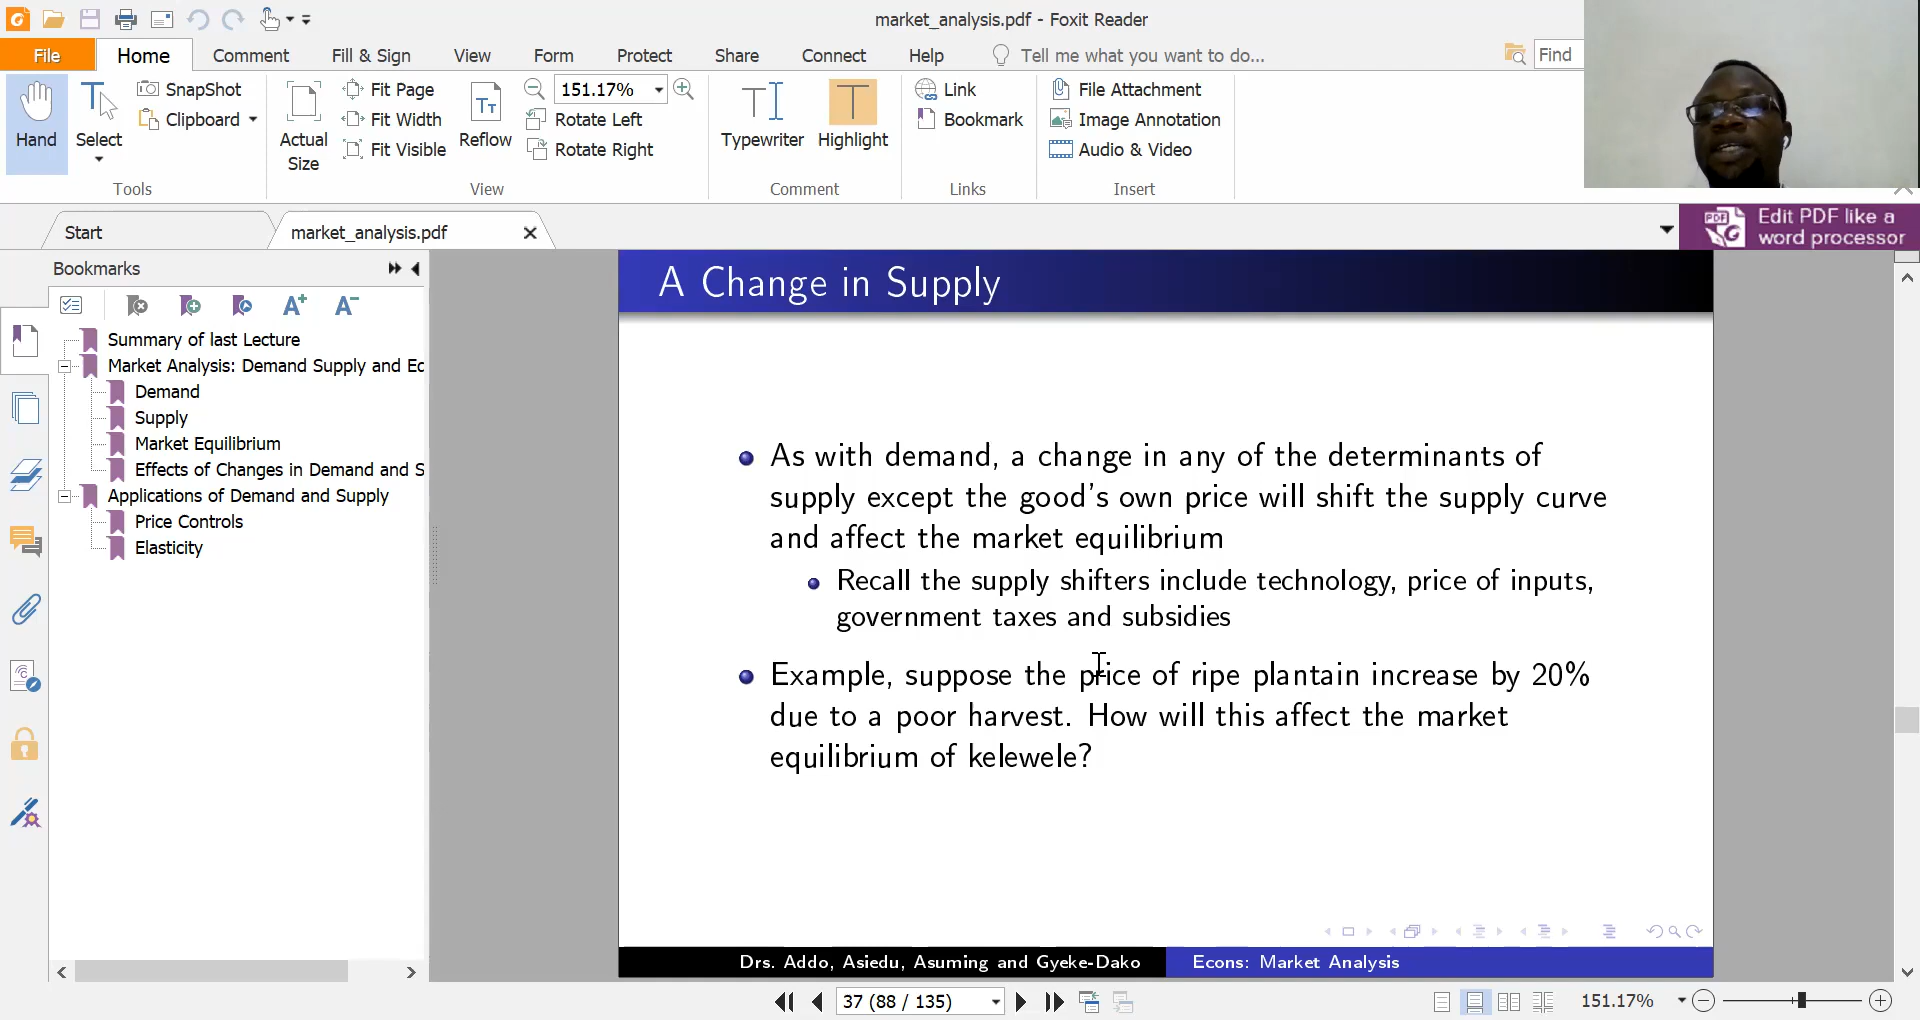 market_analysis.pdf - Foxit Reader
File Home Comment Fill & Sign View Form Protect Share Connect Help Tell me what you want to do... Find
Hand
Select
SnapShot
Clipboard
Tools
Actual Size
Fit Page
Fit Width
Fit Visible
Reflow
151.17%
Rotate Left
Rotate Right
View
Typewriter
Highlight
Comment
Link
Bookmark
Links
File Attachment
Image Annotation
Audio & Video
Insert
Start
market_analysis.pdf
PDF
Edit PDF like a
word processor
Bookmarks
Summary of last Lecture
Market Analysis: Demand Supply and Ec
Demand
Supply
Market Equilibrium
Effects of Changes in Demand and S
Applications of Demand and Supply
Price Controls
Elasticity
A Change in Supply
As with demand, a change in any of the determinants of
supply except the good's own price will shift the supply curve
and affect the market equilibrium
Recall the supply shifters include technology, price of inputs,
government taxes and subsidies
Example, suppose the price of ripe plantain increase by 20%
due to a poor harvest. How will this affect the market
equilibrium of kelewele?
Drs. Addo, Asiedu, Asuming and Gyeke-Dako
Econs: Market Analysis
37 (88 / 135)
151.17%